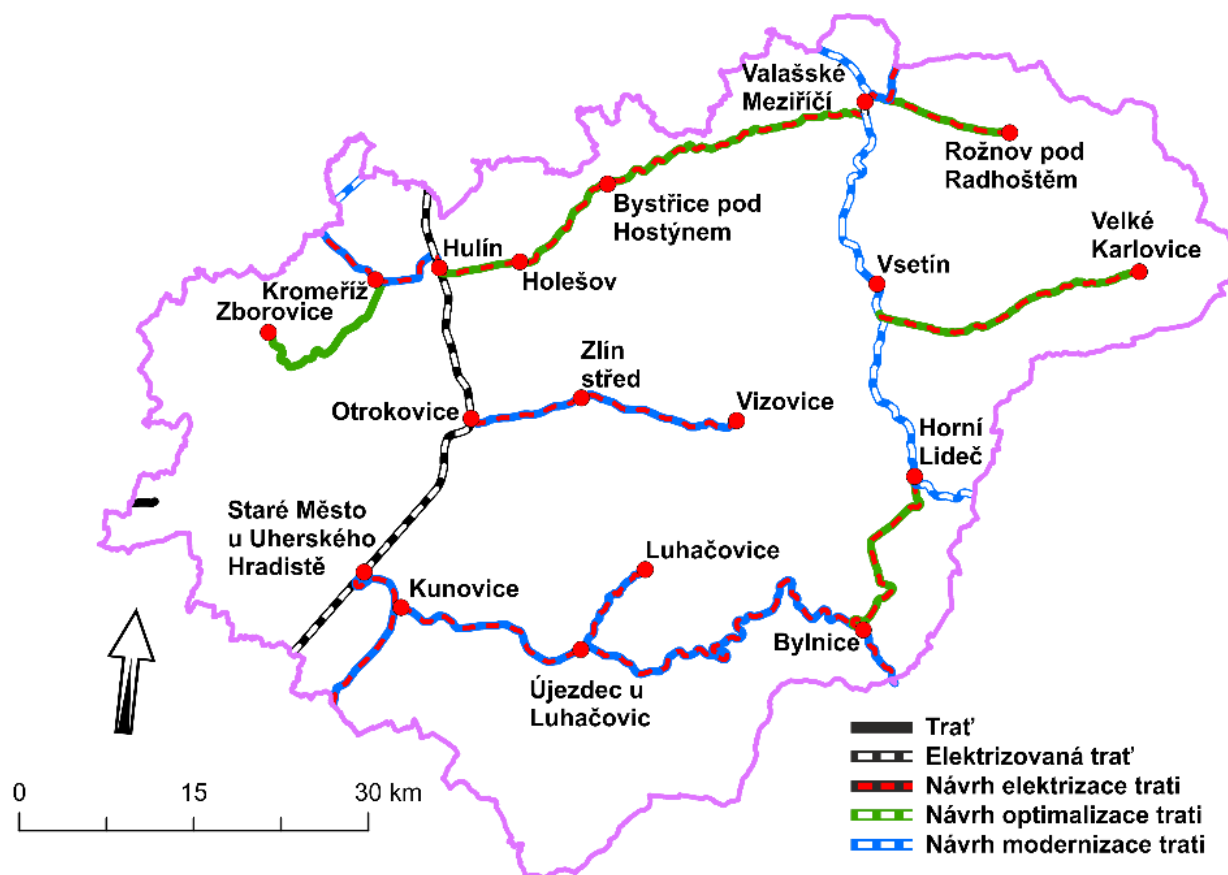 Valašské
Meziříčí
Rožnov pod
Radhoštěm
Bystřice pod
Hostýnem
Velké
Karlovice
Hulín
Holešov
Vsetín
Kroměříž
Zborovice
Zlín
střed
Otrokovice
Vizovice
Horní
Lideč
Staré Město
u Uherského
Hradistě
Luhačovice
Kunovice
Bylnice
Újezdec u
Luhačovic
Trať
Elektrizovaná trať
Návrh elektrizace trati
Návrh optimalizace trati
Návrh modernizace trati
0 15 30 km